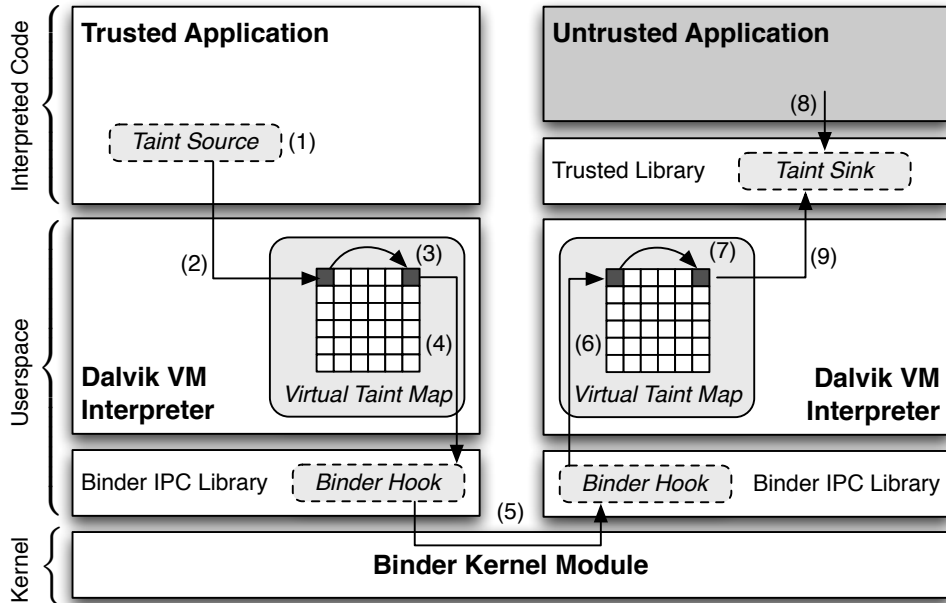 Interpreted Code
Userspace
Kernel
Trusted Application
Taint Source
(1)
(2)
(3)
(4)
Virtual Taint Map
Dalvik VM
Interpreter
Binder IPC Library
Binder Hook
(5)
Binder Kernel Module
Untrusted Application
(8)
Trusted Library
Taint Sink
(7)
(9)
(6)
Virtual Taint Map
Dalvik VM
Interpreter
Binder Hook
Binder IPC Library